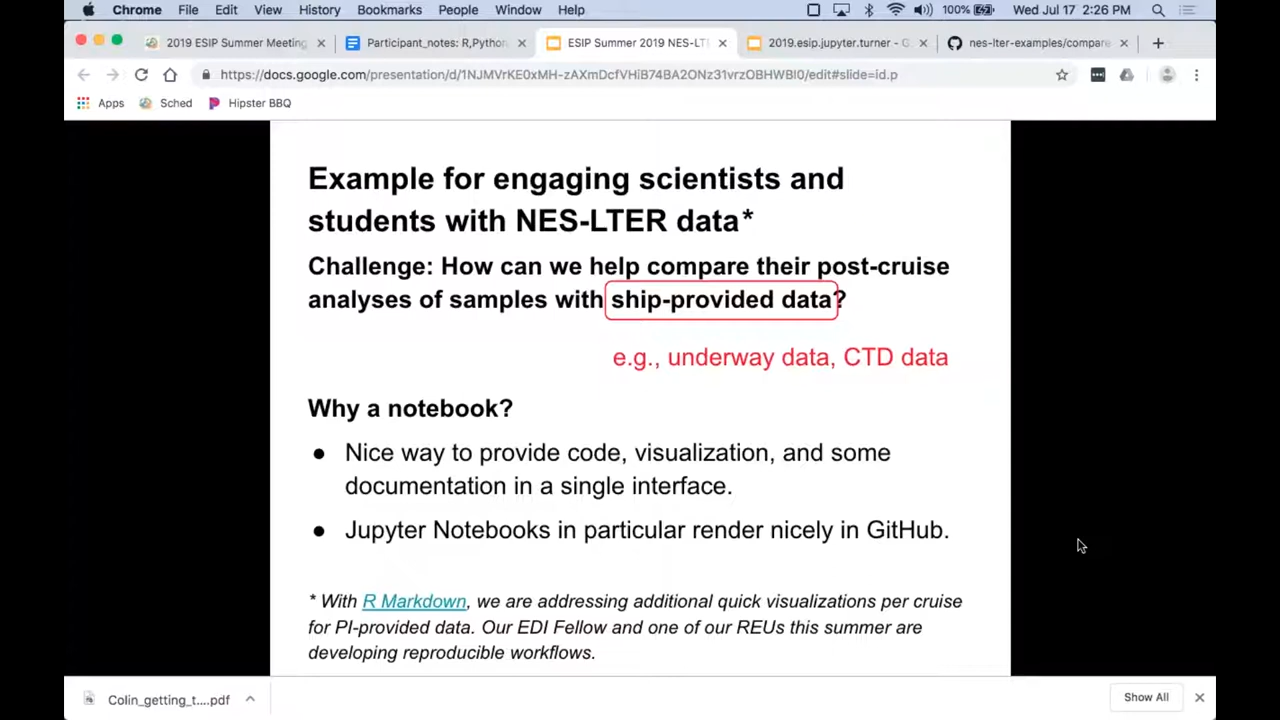 Chrome File Edit View History Bookmarks People Window Help 100% Wed Jul 17 2:26 PM
2019 ESIP Summer Meeting Participant_notes: R,Python ESIP Summer 2019 NES-LT 2019.esip.jupyter.turner - G nes-lter-examples/compare
https://docs.google.com/presentation/d/1NJMVrKE0xMH-zAXmDcfVHiB74BA2ONz31vrzOBHWBI0/edit#slide=id.p
Apps Sched Hipster BBQ
Example for engaging scientists and
students with NES-LTER data*
Challenge: How can we help compare their post-cruise
analyses of samples with ship-provided data?
e.g., underway data, CTD data
Why a notebook?
● Nice way to provide code, visualization, and some
documentation in a single interface.
● Jupyter Notebooks in particular render nicely in GitHub.
* With R Markdown, we are addressing additional quick visualizations per cruise
for PI-provided data. Our EDI Fellow and one of our REUs this summer are
developing reproducible workflows.
Colin_getting_t....pdf Show All